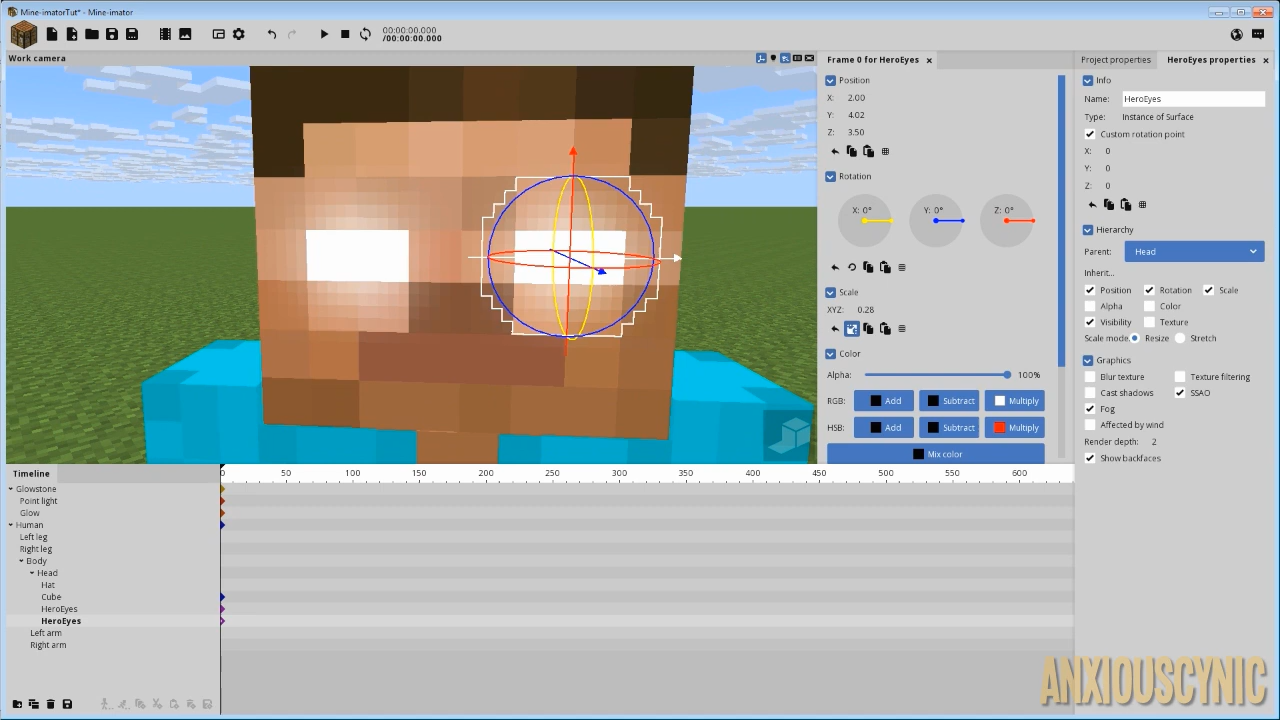 Mine-imatorTut* - Mine-imator
00:00:00.000
/00:00:00.000
Work camera
Frame 0 for HeroEyes
Position
X: 2.00
Y: 4.02
Z: 3.50
Rotation
X: 0° Y: 0° Z: 0°
Scale
XYZ: 0.28
Color
Alpha: 100%
RGB: Add Subtract Multiply
HSB: Add Subtract Multiply
Mix color
Project properties HeroEyes properties
Info
Name: HeroEyes
Type: Instance of Surface
Custom rotation point
X: 0
Y: 0
Z: 0
Hierarchy
Parent: Head
Inherit...
Position Rotation Scale
Alpha Color
Visibility Texture
Scale mode: Resize Stretch
Graphics
Blur texture Texture filtering
Cast shadows SSAO
Fog
Affected by wind
Render depth: 2
Show backfaces
Timeline
0 50 100 150 200 250 300 350 400 450 500 550 600
Glowstone
Point light
Glow
Human
Left leg
Right leg
Body
Head
Hat
Cube
HeroEyes
HeroEyes
Left arm
Right arm
ANXIOUSCYNIC